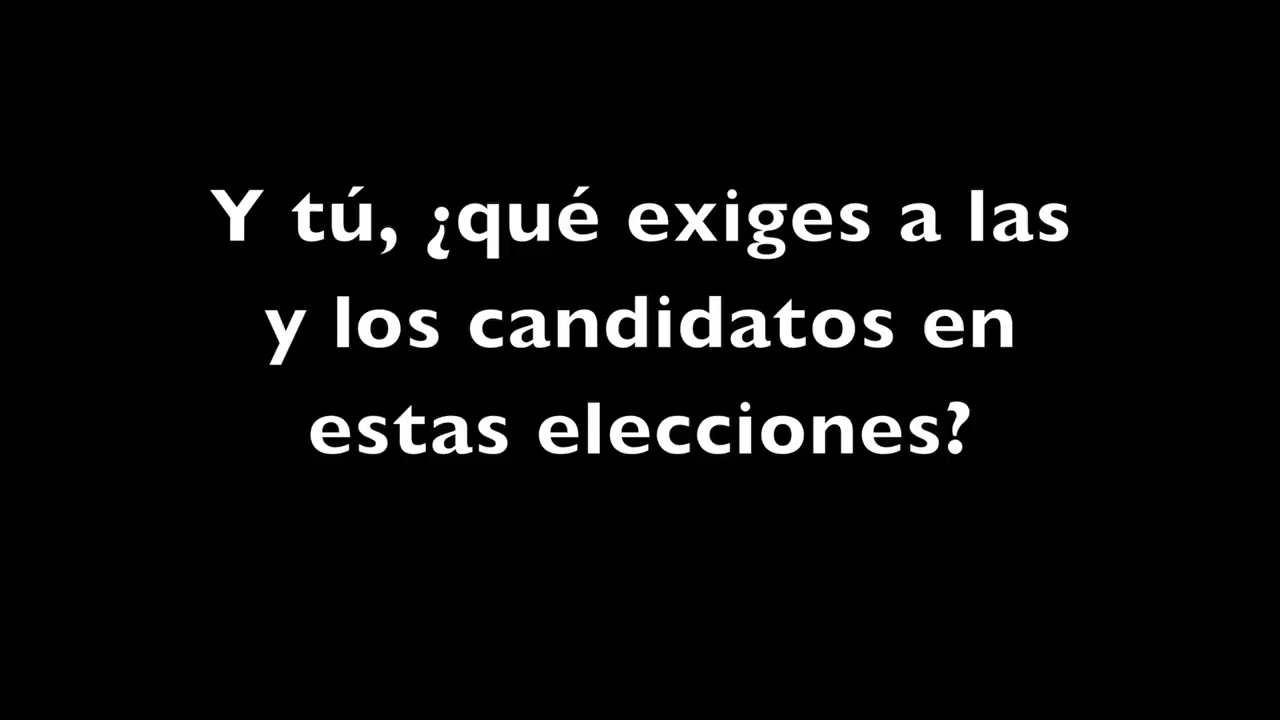 Y tú, ¿qué exiges a las
y los candidatos en
estas elecciones?